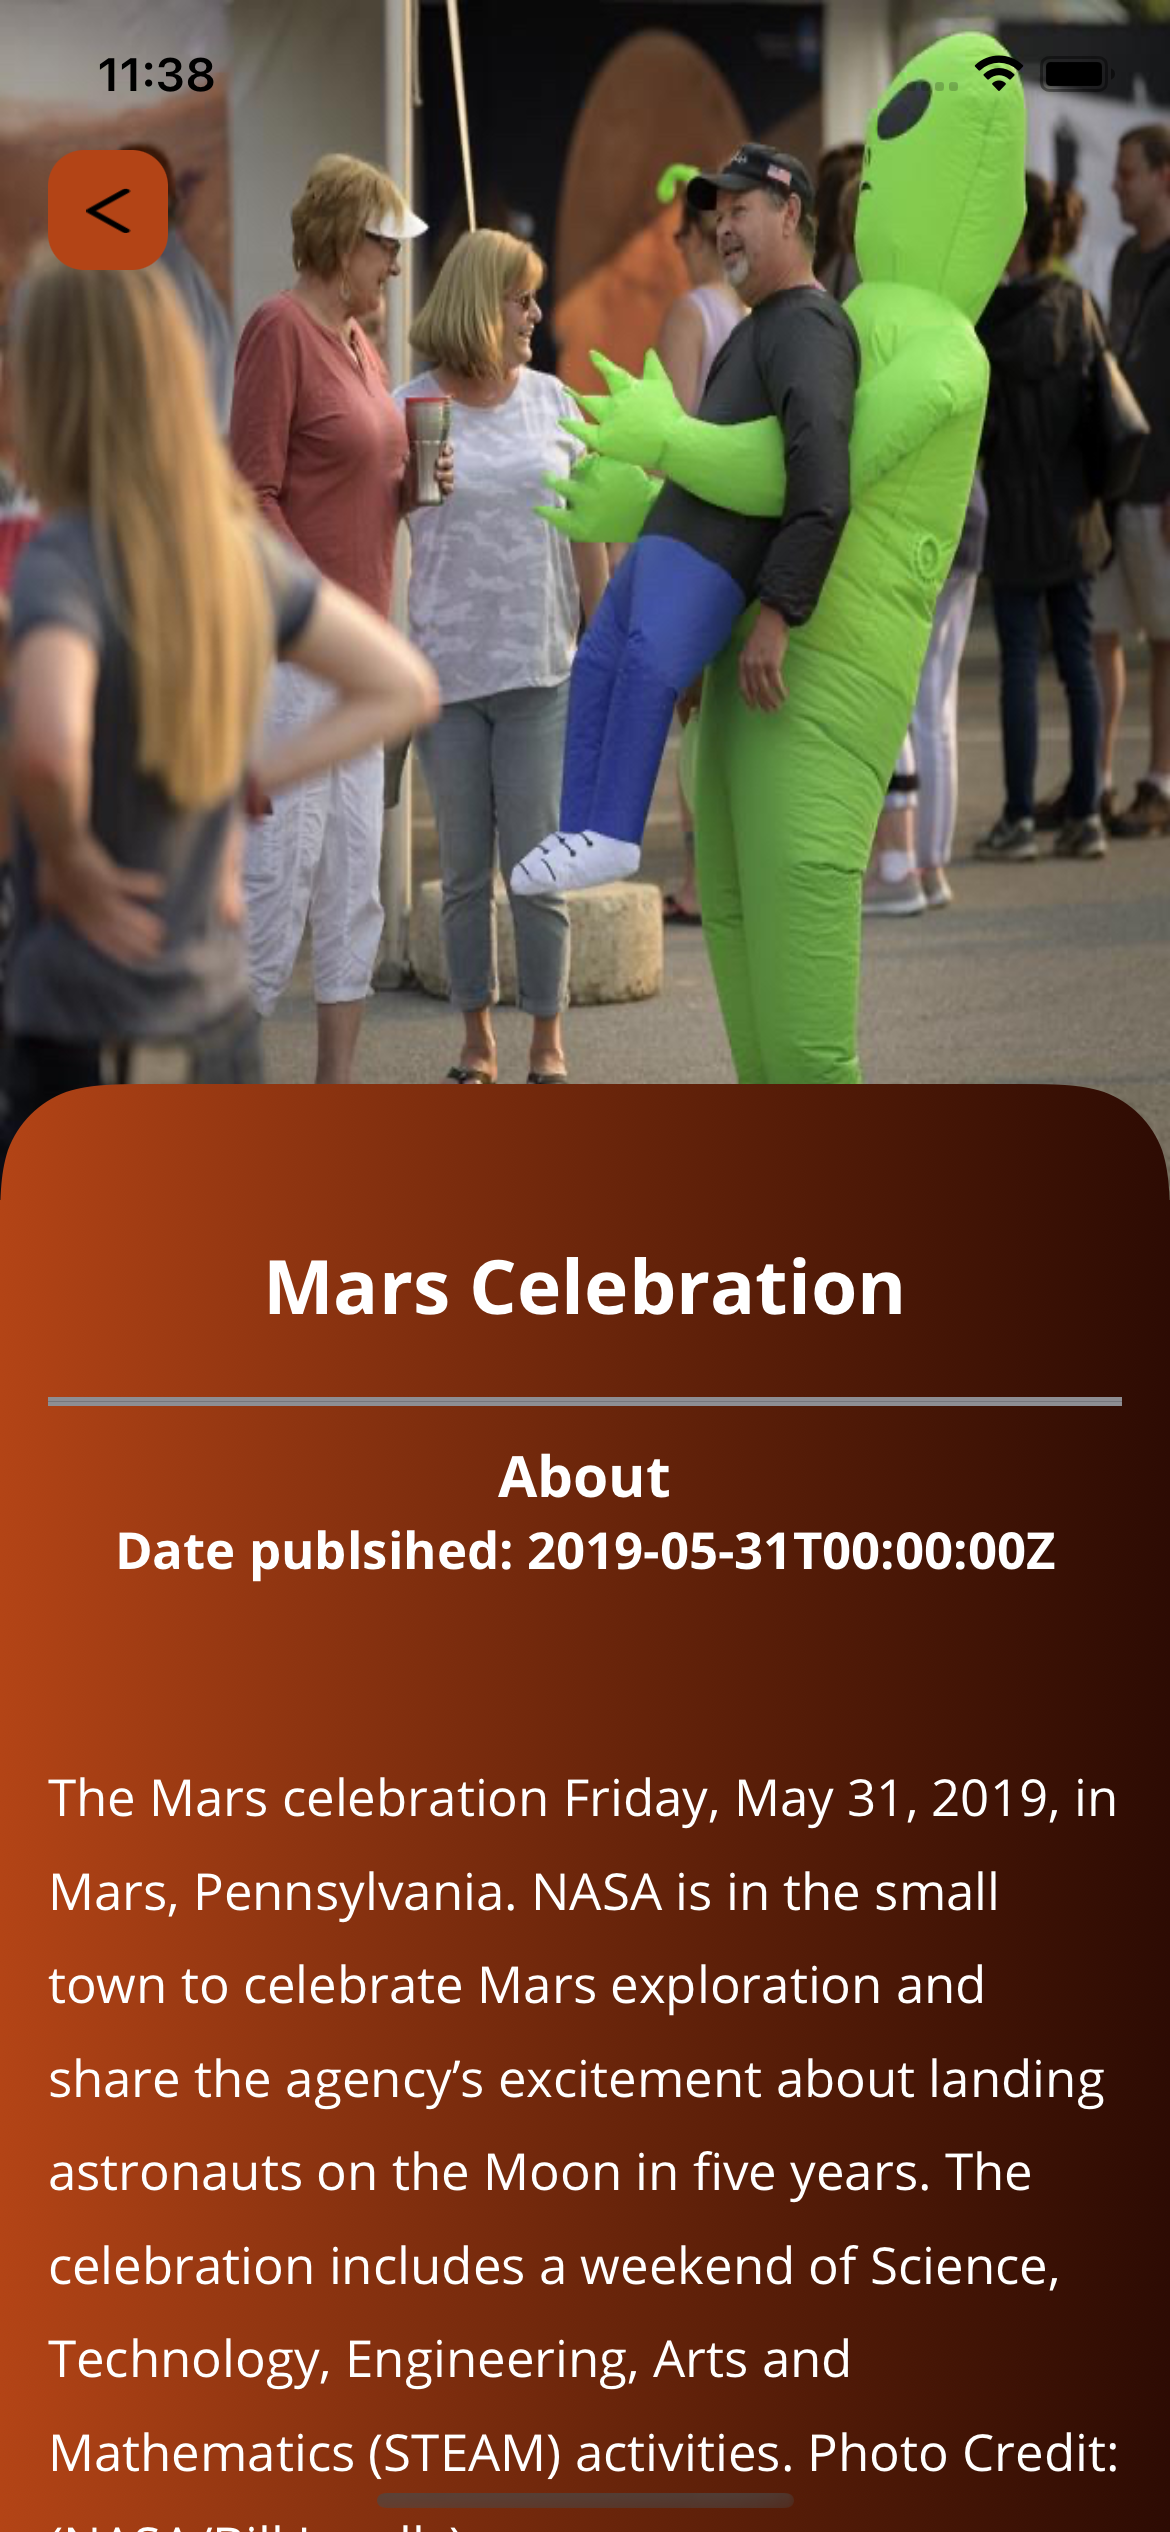 11:38
<
Mars Celebration
About
Date publsihed: 2019-05-31T00:00:00Z
The Mars celebration Friday, May 31, 2019, in
Mars, Pennsylvania. NASA is in the small
town to celebrate Mars exploration and
share the agency’s excitement about landing
astronauts on the Moon in five years. The
celebration includes a weekend of Science,
Technology, Engineering, Arts and
Mathematics (STEAM) activities. Photo Credit:
(NASA/Bill